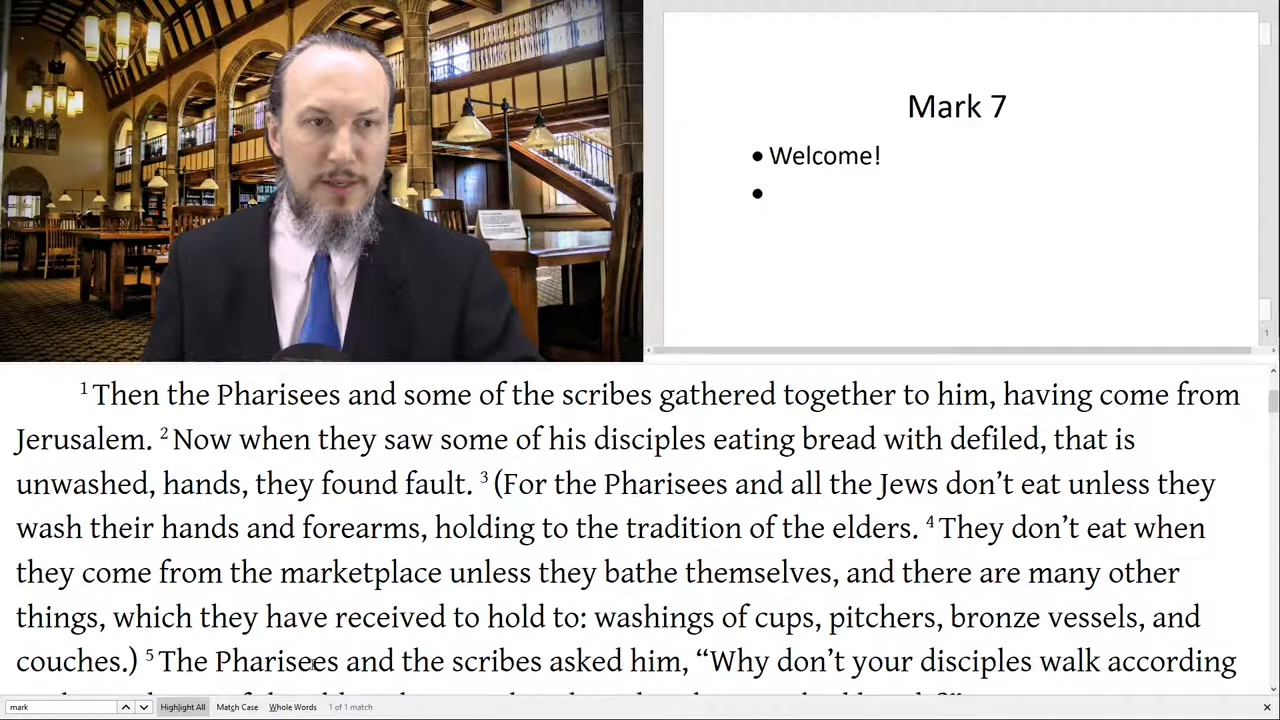 Mark 7
• Welcome!
•
1
1 Then the Pharisees and some of the scribes gathered together to him, having come from
Jerusalem. 2 Now when they saw some of his disciples eating bread with defiled, that is
unwashed, hands, they found fault. 3 (For the Pharisees and all the Jews don’t eat unless they
wash their hands and forearms, holding to the tradition of the elders. 4 They don’t eat when
they come from the marketplace unless they bathe themselves, and there are many other
things, which they have received to hold to: washings of cups, pitchers, bronze vessels, and
couches.) 5 The Pharisees and the scribes asked him, “Why don’t your disciples walk according
mark
Highlight All
Match Case
Whole Words
1 of 1 match